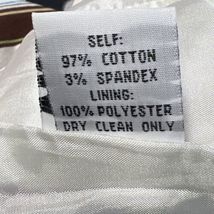 SELF:
97% COTTON
3% SPANDEX
LINING:
100% POLYESTER
DRY CLEAN ONLY